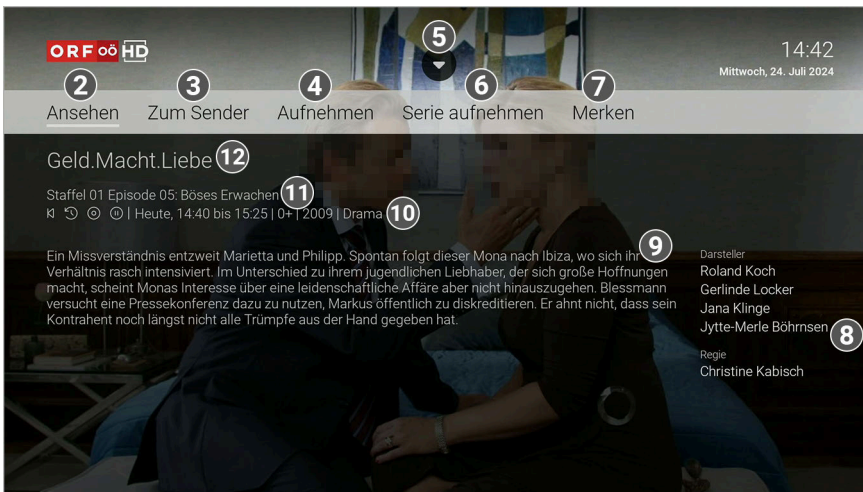 5
ORF oö HD
14:42
Mittwoch, 24. Juli 2024
2 3 4 6 7
Ansehen Zum Sender Aufnehmen Serie aufnehmen Merken
Geld.Macht.Liebe 12
Staffel 01 Episode 05: Böses Erwachen 11
| Heute, 14:40 bis 15:25 | 0+ | 2009 | Drama 10
Ein Missverständnis entzweit Marietta und Philipp. Spontan folgt dieser Mona nach Ibiza, wo sich ihr 9
Verhältnis rasch intensiviert. Im Unterschied zu ihrem jugendlichen Liebhaber, der sich große Hoffnungen
macht, scheint Monas Interesse über eine leidenschaftliche Affäre aber nicht hinauszugehen. Blessmann
versucht eine Pressekonferenz dazu zu nutzen, Markus öffentlich zu diskreditieren. Er ahnt nicht, dass sein
Kontrahent noch längst nicht alle Trümpfe aus der Hand gegeben hat.
Darsteller
Roland Koch
Gerlinde Locker
Jana Klinge
Jytte-Merle Böhrnsen 8
Regie
Christine Kabisch